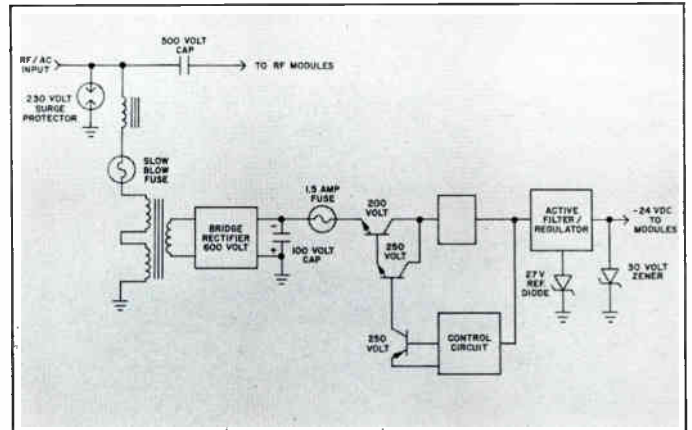 500 VOLT
CAP
RF/AC
INPUT
TO RF MODULES
230 VOLT
SURGE
PROTECTOR
SLOW
BLOW
FUSE
1.5 AMP
FUSE
200
VOLT
BRIDGE
RECTIFIER
600 VOLT
-
+
100 VOLT
CAP
250
VOLT
ACTIVE
FILTER/
REGULATOR
-24 VDC
TO
MODULES
27 V
REF.
DIODE
30 VOLT
ZENER
250
VOLT
CONTROL
CIRCUIT